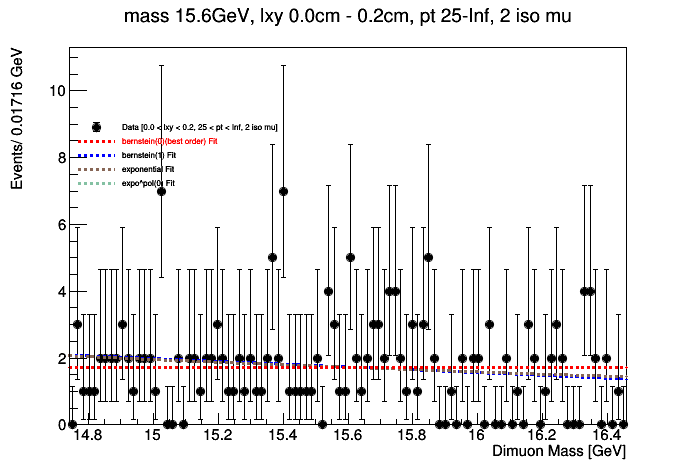 mass 15.6GeV, lxy 0.0cm - 0.2cm, pt 25-Inf, 2 iso mu
Events/ 0.01716 GeV
10
8
6
4
2
0
Data [0.0 < lxy < 0.2, 25 < pt < Inf, 2 iso mu]
bernstein(0)(best order) Fit
bernstein(1) Fit
exponential Fit
expo*pol(0) Fit
14.8 15 15.2 15.4 15.6 15.8 16 16.2 16.4
Dimuon Mass [GeV]